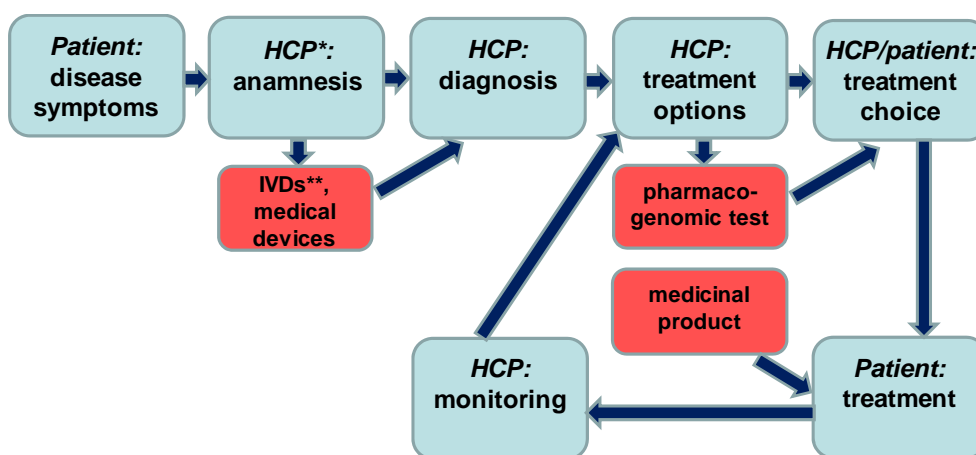 Patient:
disease
symptoms
HCP*:
anamnesis
HCP:
diagnosis
HCP:
treatment
options
HCP/patient:
treatment
choice
IVDs**,
medical
devices
pharmaco-
genomic test
medicinal
product
HCP:
monitoring
Patient:
treatment